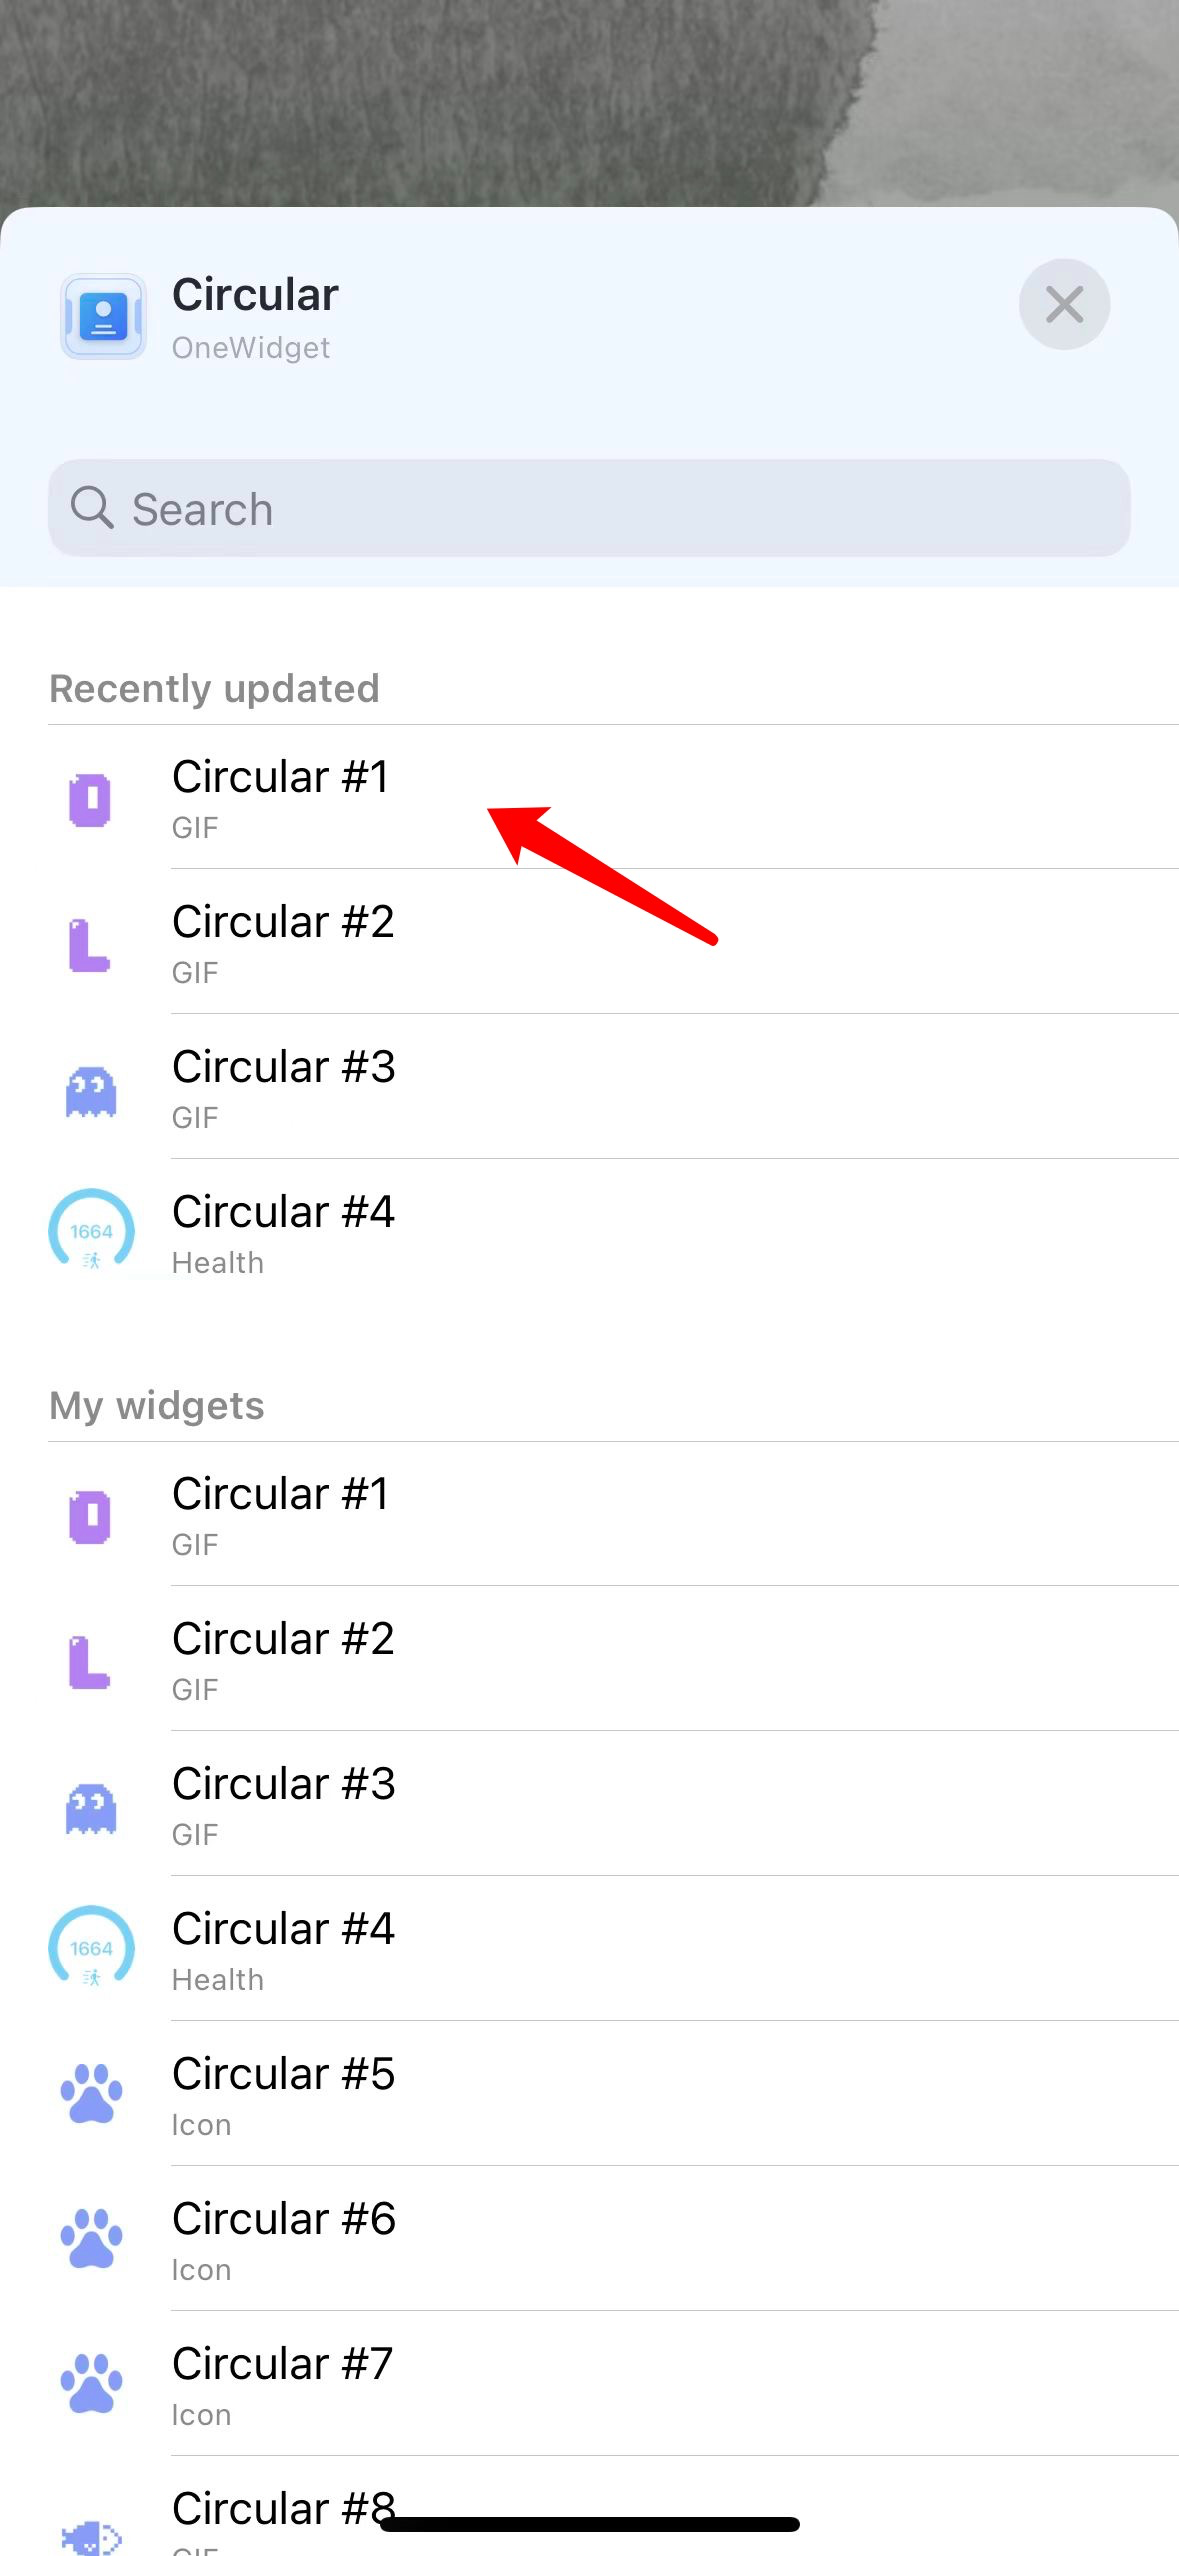 Circular
OneWidget
Search
Recently updated
Circular #1
GIF
Circular #2
GIF
Circular #3
GIF
1664
Circular #4
Health
My widgets
Circular #1
GIF
Circular #2
GIF
Circular #3
GIF
1664
Circular #4
Health
Circular #5
Icon
Circular #6
Icon
Circular #7
Icon
Circular #8
GIF